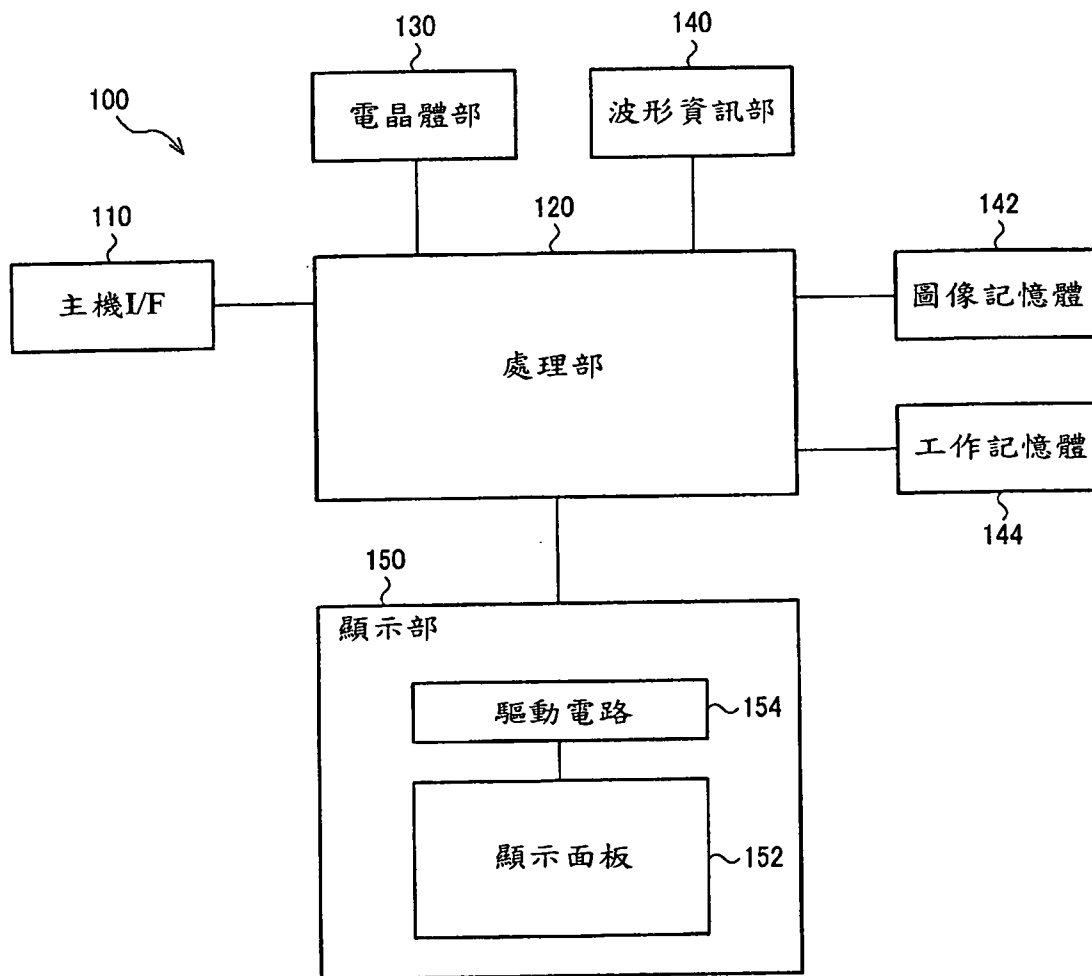 130
電晶體部
140
波形資訊部
100
110
主機I/F
120
處理部
142
圖像記憶體
工作記憶體
144
150
顯示部
驅動電路
154
顯示面板
152